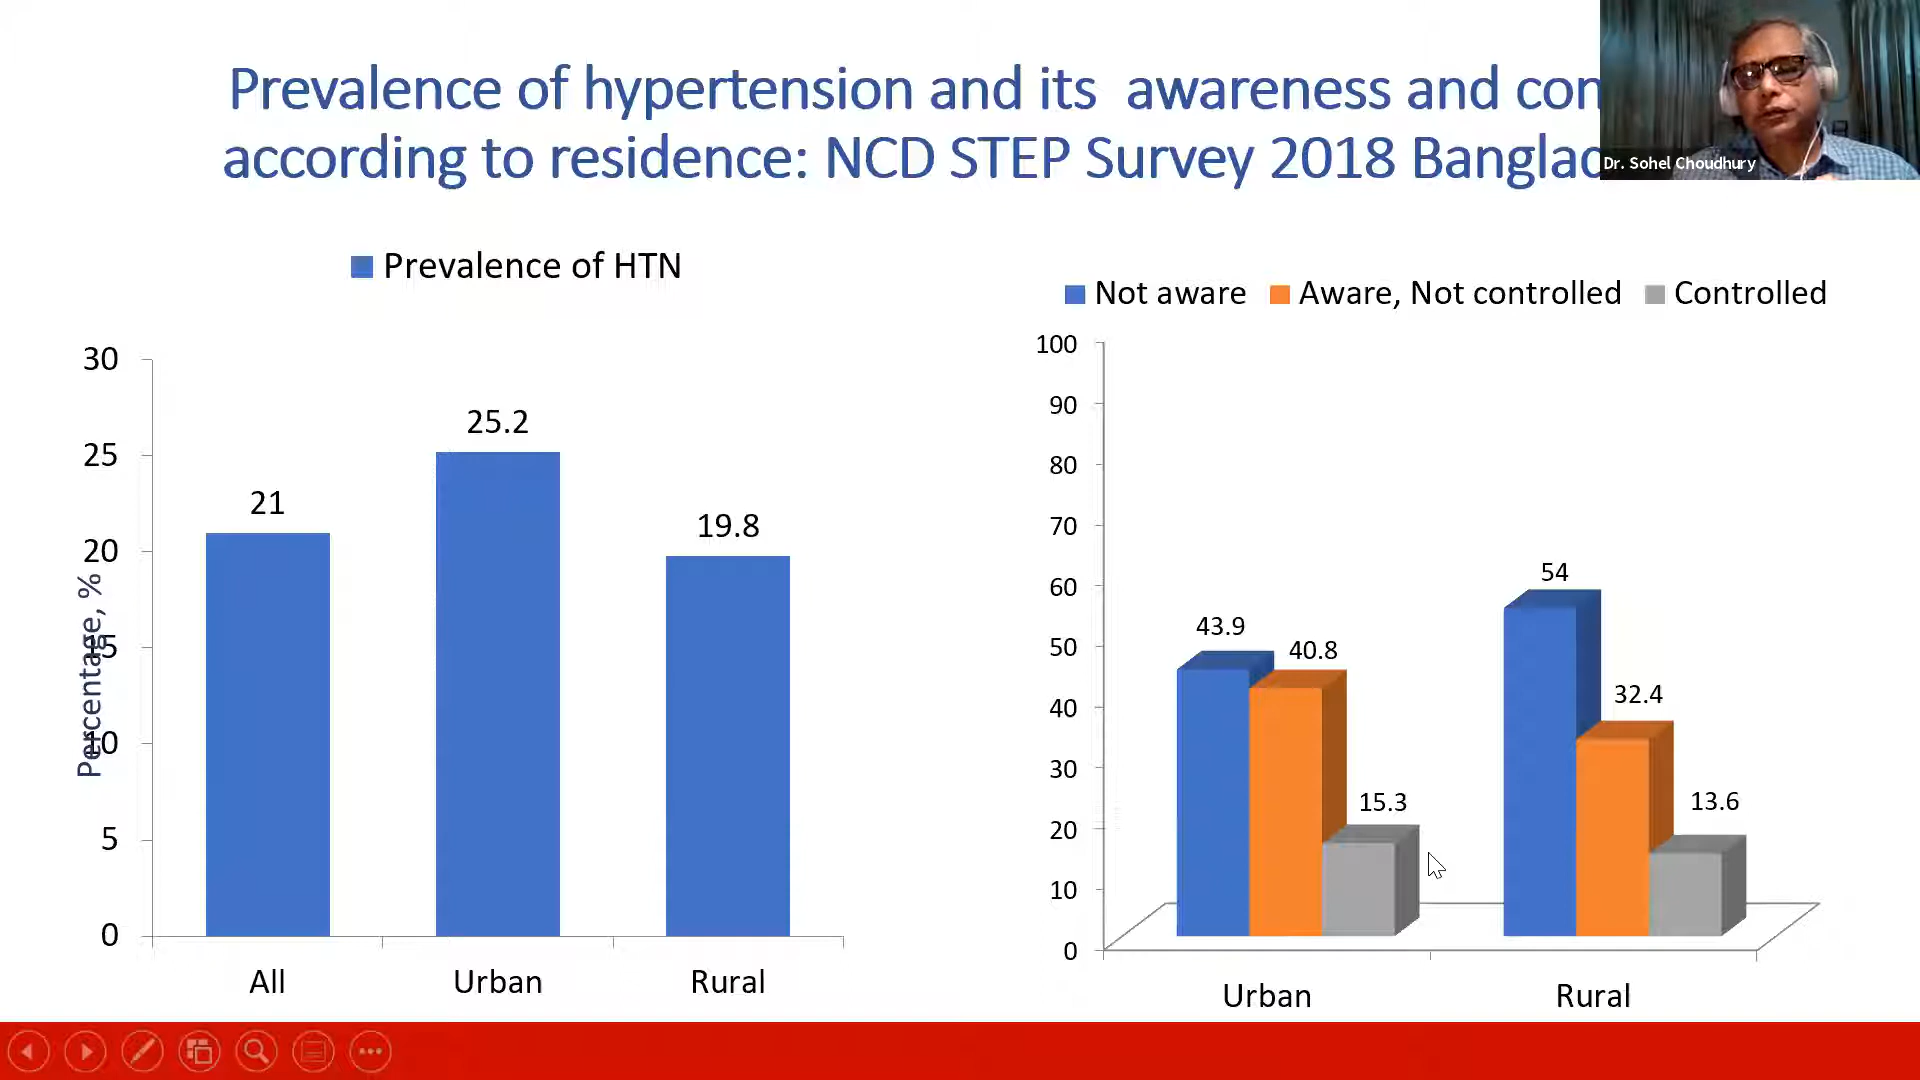 Prevalence of hypertension and its awareness and con
according to residence: NCD STEP Survey 2018 Banglad
Dr. Sohel Choudhury
Prevalence of HTN
Percentage, %
30
25
20
15
10
5
0
21
25.2
19.8
All
Urban
Rural
Not aware
Aware, Not controlled
Controlled
100
90
80
70
60
50
40
30
20
10
0
43.9
40.8
15.3
54
32.4
13.6
Urban
Rural